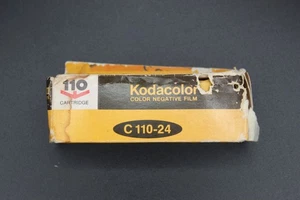 110
CARTRIDGE
Kodacolor
COLOR NEGATIVE FILM
C 110-24